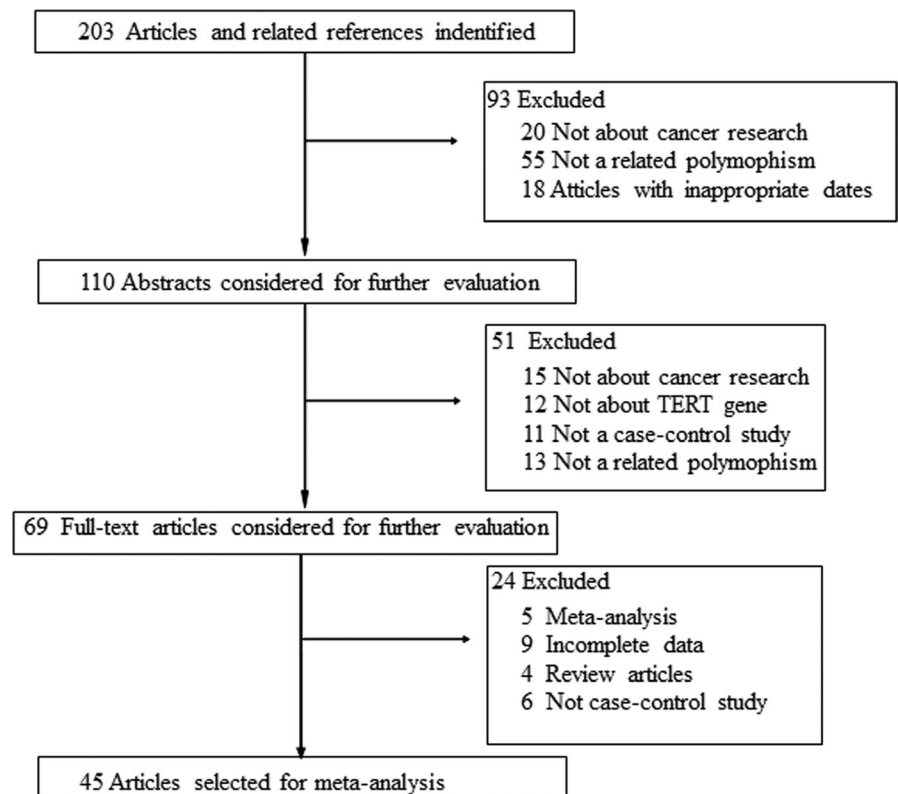 203 Articles and related references indentified
93 Excluded
20 Not about cancer research
55 Not a related polymophism
18 Atticles with inappropriate dates
110 Abstracts considered for further evaluation
51 Excluded
15 Not about cancer research
12 Not about TERT gene
11 Not a case-control study
13 Not a related polymophism
69 Full-text articles considered for further evaluation
24 Excluded
5 Meta-analysis
9 Incomplete data
4 Review articles
6 Not case-control study
45 Articles selected for meta-analysis